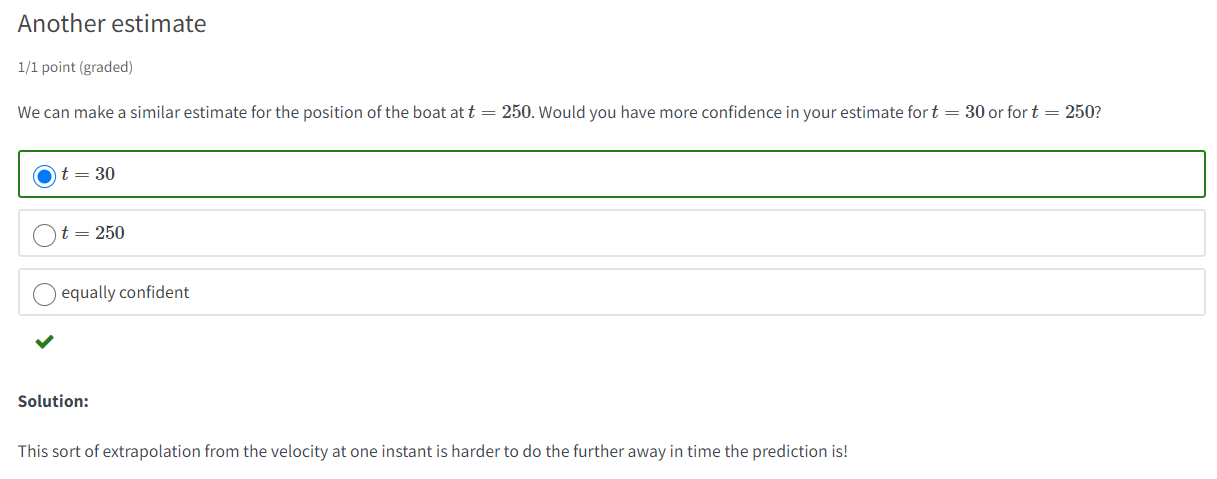 Another estimate
1/1 point (graded)
We can make a similar estimate for the position of the boat at t = 250. Would you have more confidence in your estimate for t = 30 or for t = 250?
t = 30
t = 250
equally confident
Solution:
This sort of extrapolation from the velocity at one instant is harder to do the further away in time the prediction is!